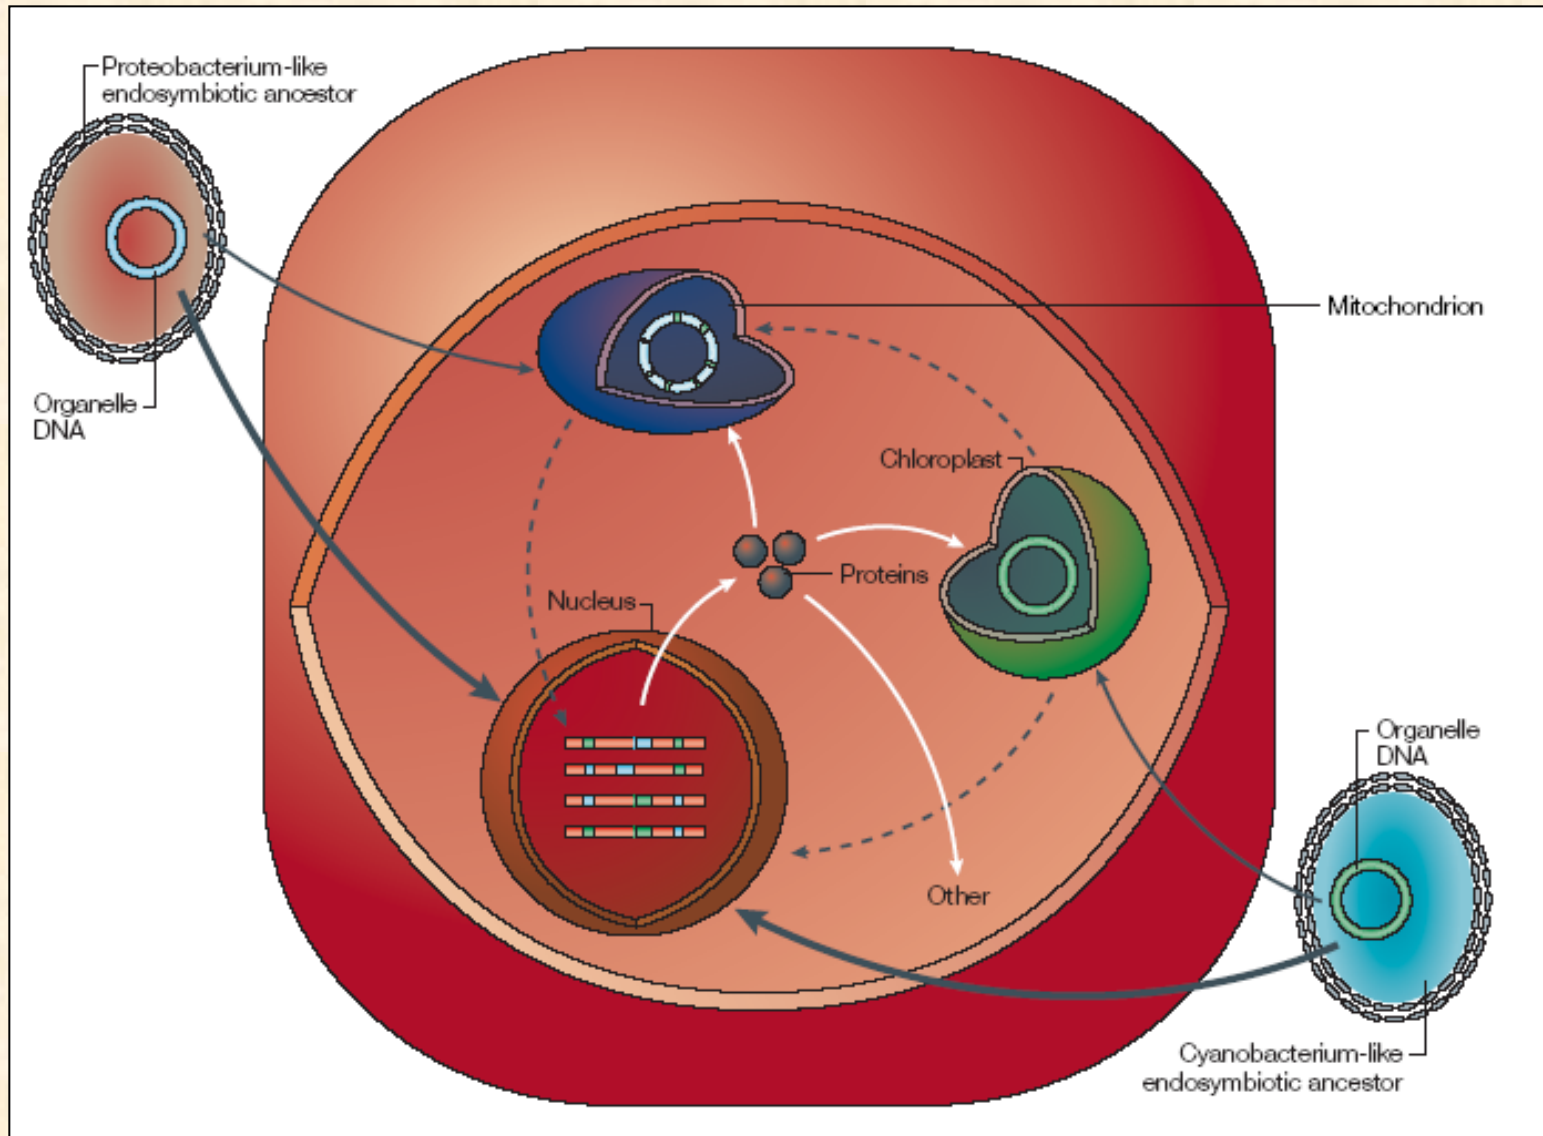 Proteobacterium-like
endosymbiotic ancestor
Organelle
DNA
Mitochondrion
Chloroplast
Proteins
Nucleus
Other
Organelle
DNA
Cyanobacterium-like
endosymbiotic ancestor